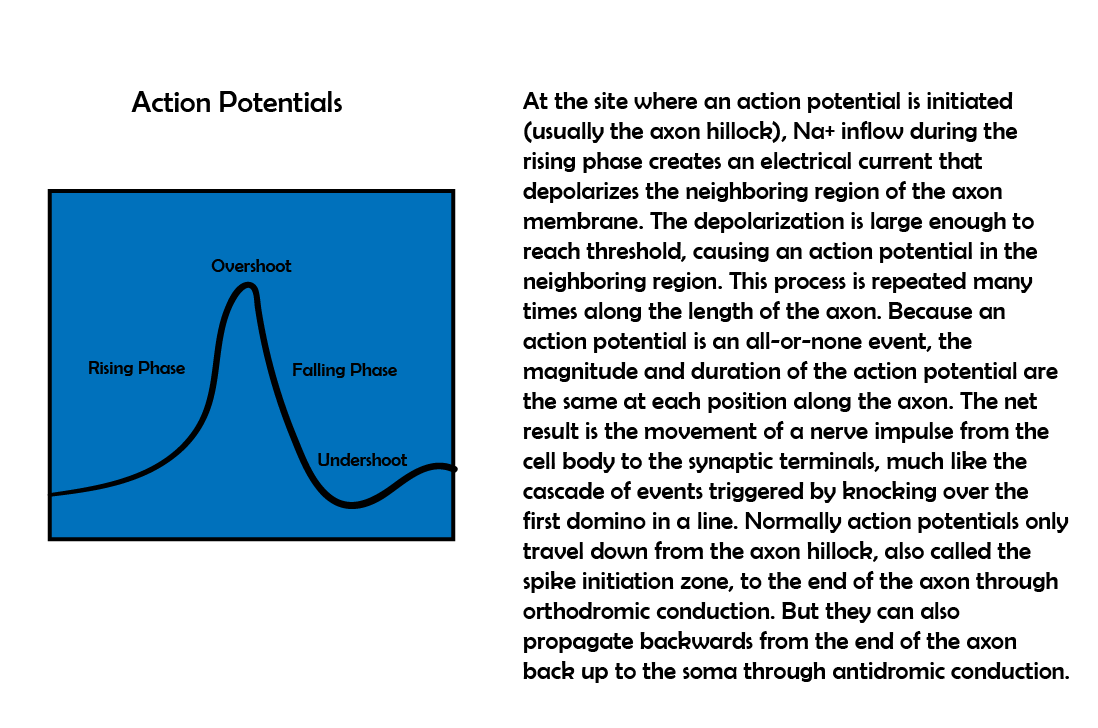 Action Potentials
Overshoot
Rising Phase
Falling Phase
Undershoot
At the site where an action potential is initiated
(usually the axon hillock), Na+ inflow during the
rising phase creates an electrical current that
depolarizes the neighboring region of the axon
membrane. The depolarization is large enough to
reach threshold, causing an action potential in the
neighboring region. This process is repeated many
times along the length of the axon. Because an
action potential is an all-or-none event, the
magnitude and duration of the action potential are
the same at each position along the axon. The net
result is the movement of a nerve impulse from the
cell body to the synaptic terminals, much like the
cascade of events triggered by knocking over the
first domino in a line. Normally action potentials only
travel down from the axon hillock, also called the
spike initiation zone, to the end of the axon through
orthodromic conduction. But they can also
propagate backwards from the end of the axon
back up to the soma through antidromic conduction.